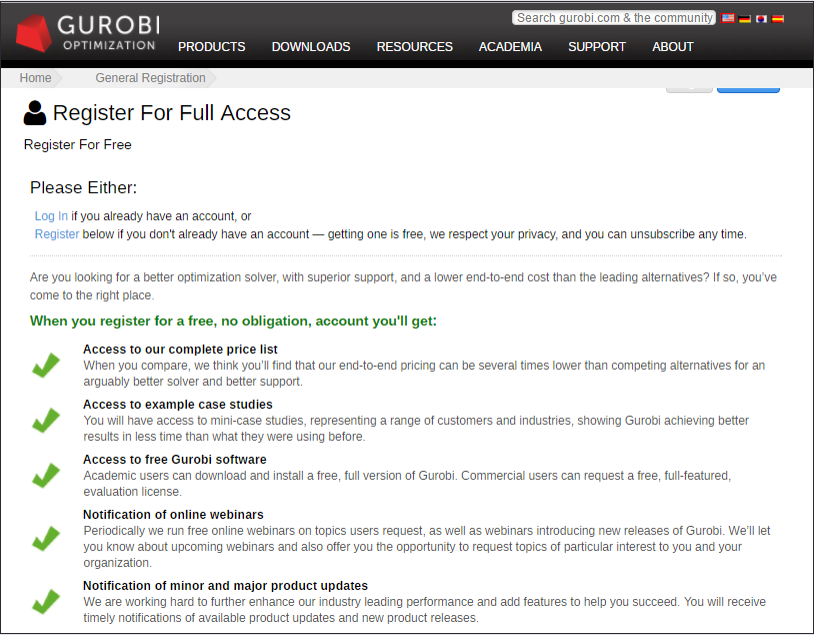 GUROBI
OPTIMIZATION
Search gurobi.com & the community
PRODUCTS DOWNLOADS RESOURCES ACADEMIA SUPPORT ABOUT
Home General Registration
Register For Full Access
Register For Free
Please Either:
Log In if you already have an account, or
Register below if you don't already have an account — getting one is free, we respect your privacy, and you can unsubscribe any time.
Are you looking for a better optimization solver, with superior support, and a lower end-to-end cost than the leading alternatives? If so, you've
come to the right place.
When you register for a free, no obligation, account you'll get:
Access to our complete price list
When you compare, we think you'll find that our end-to-end pricing can be several times lower than competing alternatives for an
arguably better solver and better support.
Access to example case studies
You will have access to mini-case studies, representing a range of customers and industries, showing Gurobi achieving better
results in less time than what they were using before.
Access to free Gurobi software
Academic users can download and install a free, full version of Gurobi. Commercial users can request a free, full-featured,
evaluation license.
Notification of online webinars
Periodically we run free online webinars on topics users request, as well as webinars introducing new releases of Gurobi. We'll let
you know about upcoming webinars and also offer you the opportunity to request topics of particular interest to you and your
organization.
Notification of minor and major product updates
We are working hard to further enhance our industry leading performance and add features to help you succeed. You will receive
timely notifications of available product updates and new product releases.